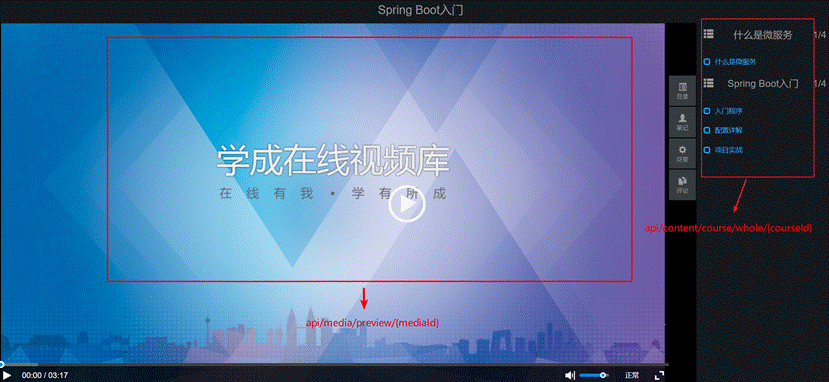 Spring Boot入门
学成在线视频库
在 线 有 我 • 学 有 所 成
api/media/preview/{mediaId}
00:00 / 03:17
正常
目录
笔记
问答
评论
什么是微服务 1/4
什么是微服务
Spring Boot入门 1/4
入门程序
配置详解
项目实战
api/content/course/whole/{courseId}